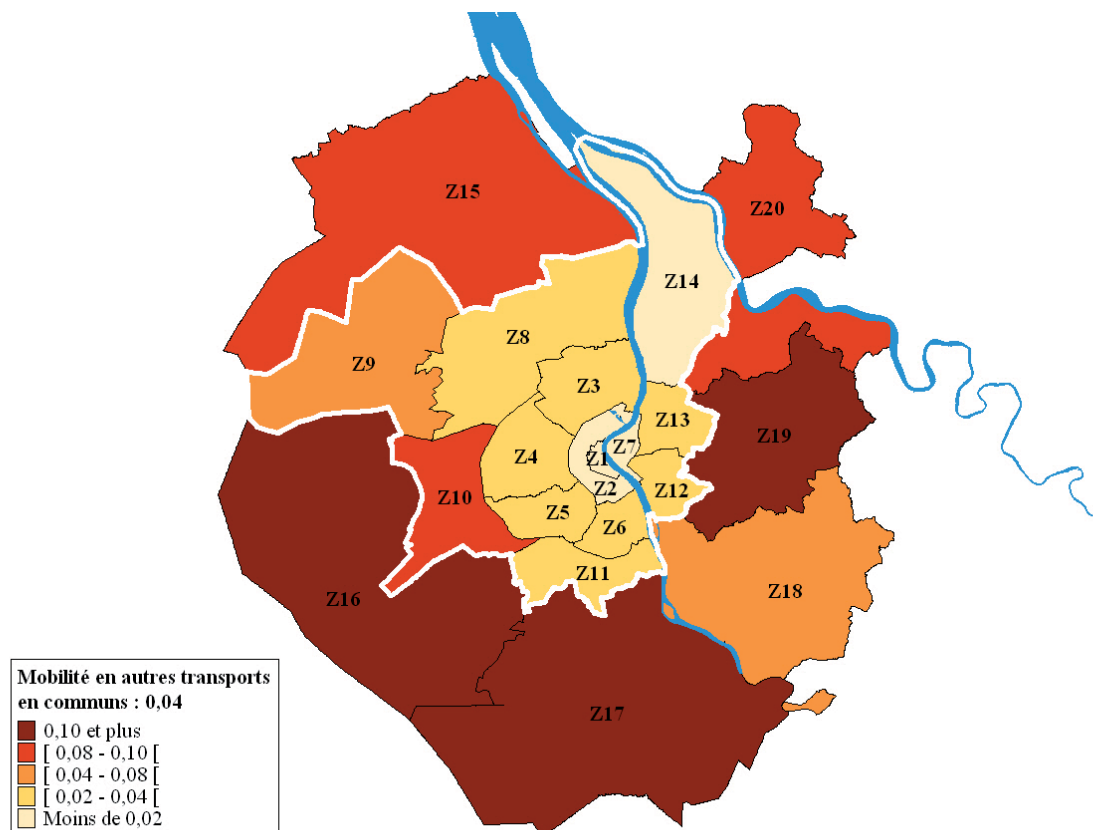 Z15
Z20
Z14
Z8
Z9
Z3
Z13
Z19
Z7
Z4
Z1
Z10
Z2
Z12
Z5
Z6
Z11
Z18
Z16
Z17
Mobilité en autres transports
en communs : 0,04
0,10 et plus
[ 0,08 - 0,10 [
[ 0,04 - 0,08 [
[ 0,02 - 0,04 [
Moins de 0,02